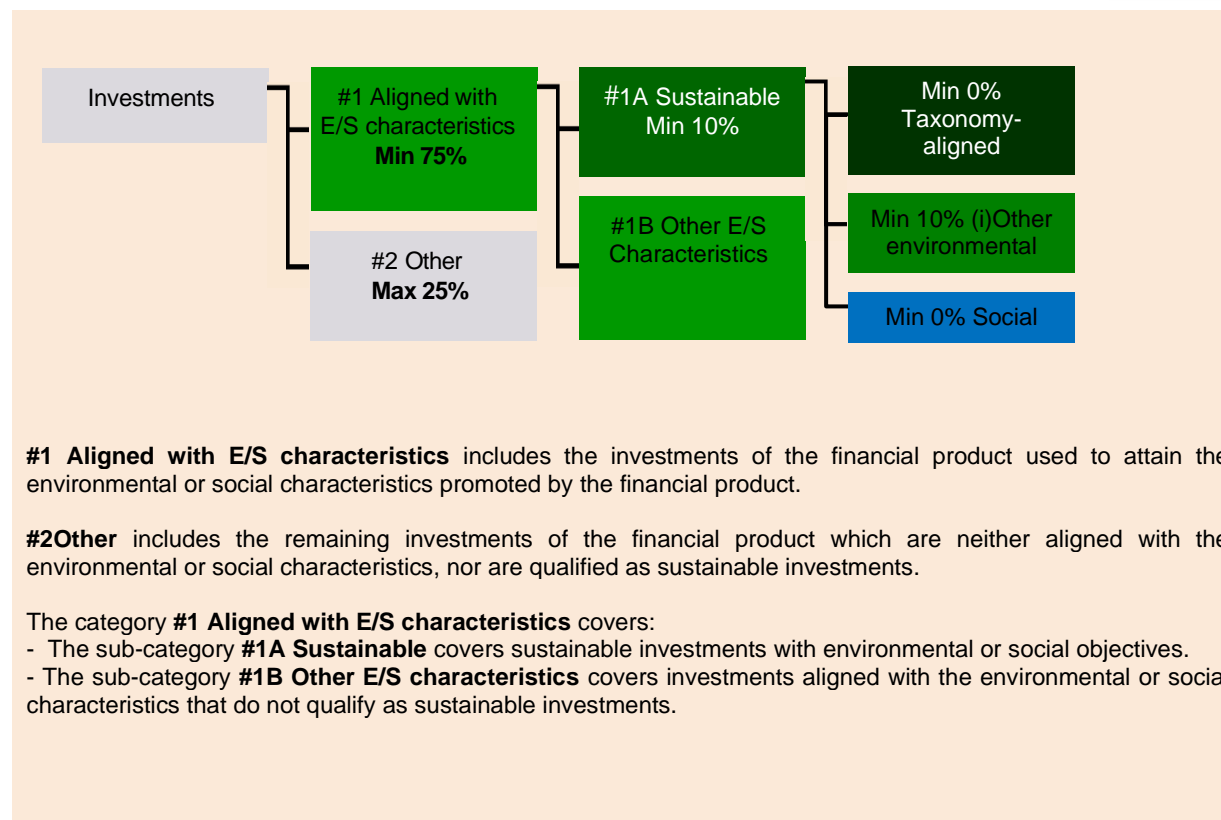 Investments
#1 Aligned with
E/S characteristics
Min 75%
#2 Other
Max 25%
#1A Sustainable
Min 10%
#1B Other E/S
Characteristics
Min 0%
Taxonomy-
aligned
Min 10% (i)Other
environmental
Min 0% Social
#1 Aligned with E/S characteristics includes the investments of the financial product used to attain the
environmental or social characteristics promoted by the financial product.
#2Other includes the remaining investments of the financial product which are neither aligned with the
environmental or social characteristics, nor are qualified as sustainable investments.
The category #1 Aligned with E/S characteristics covers:
- The sub-category #1A Sustainable covers sustainable investments with environmental or social objectives.
- The sub-category #1B Other E/S characteristics covers investments aligned with the environmental or social
characteristics that do not qualify as sustainable investments.